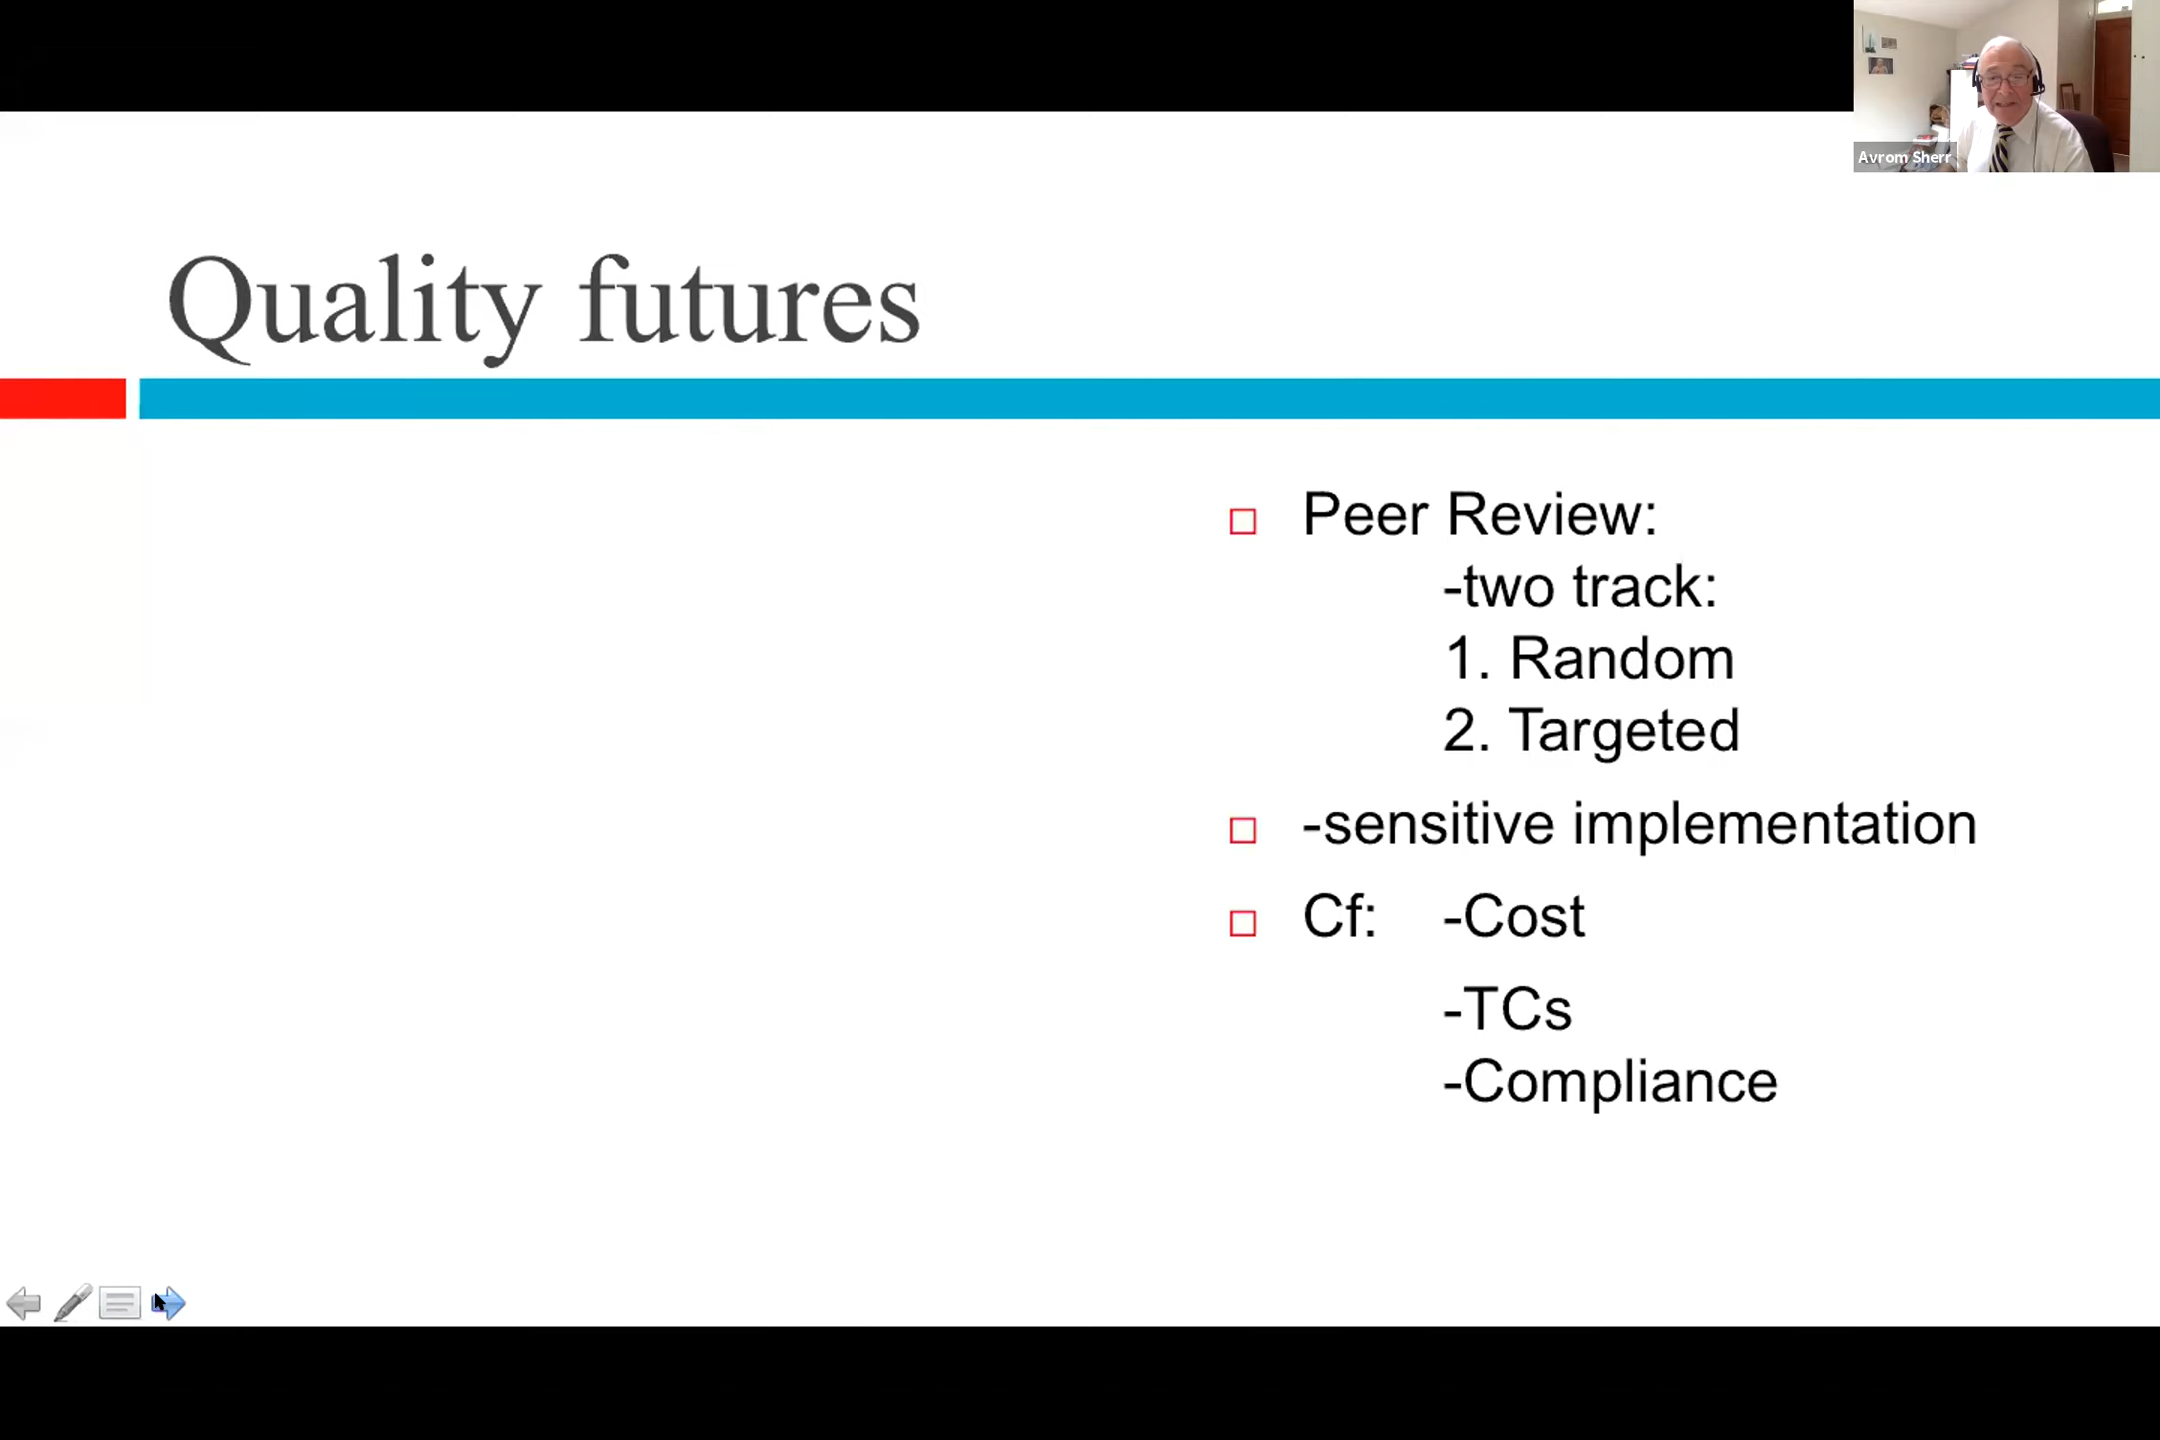 Avrom Sherr
Quality futures
Peer Review:
-two track:
1. Random
2. Targeted
-sensitive implementation
Cf: -Cost
-TCs
-Compliance